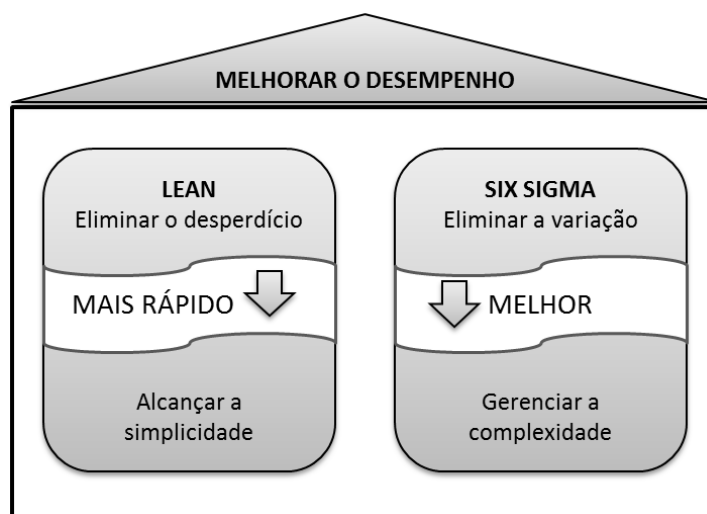 MELHORAR O DESEMPENHO
LEAN
Eliminar o desperdício
MAIS RÁPIDO
Alcançar a
simplicidade
SIX SIGMA
Eliminar a variação
MELHOR
Gerenciar a
complexidade